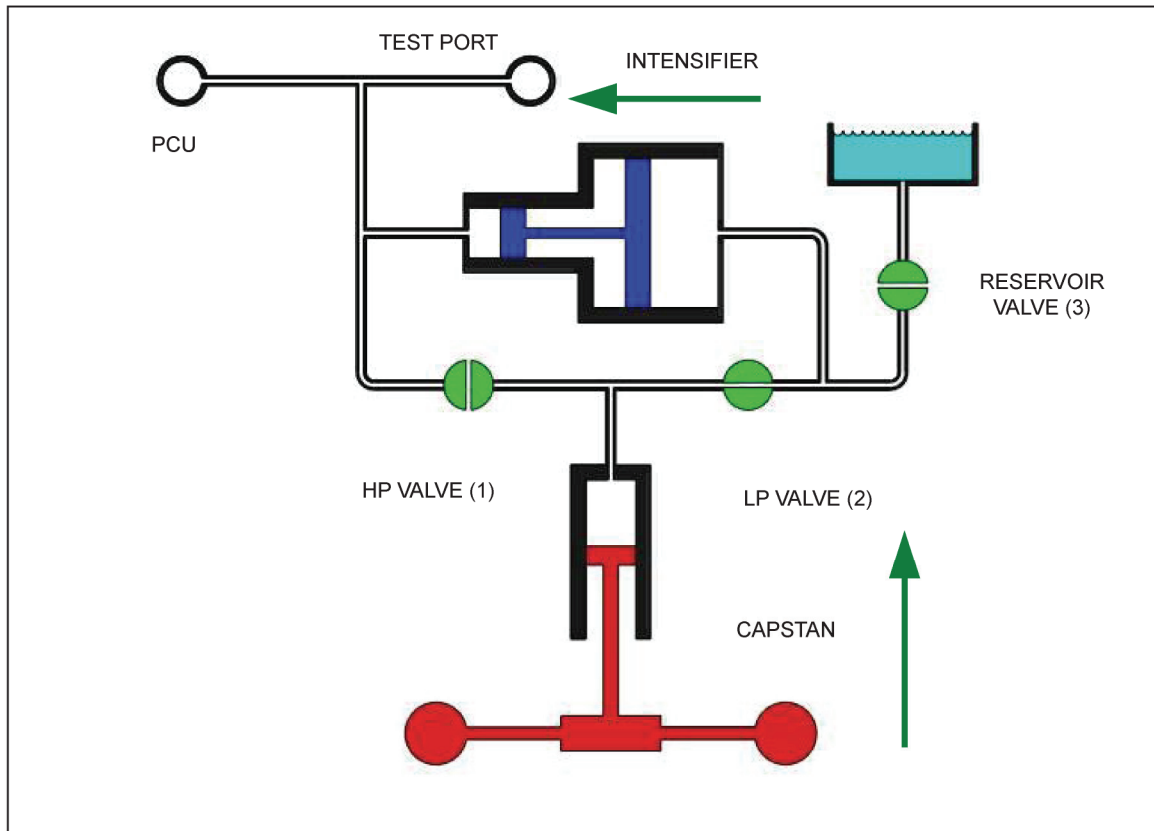 TEST PORT
INTENSIFIER
PCU
RESERVOIR
VALVE (3)
HP VALVE (1)
LP VALVE (2)
CAPSTAN